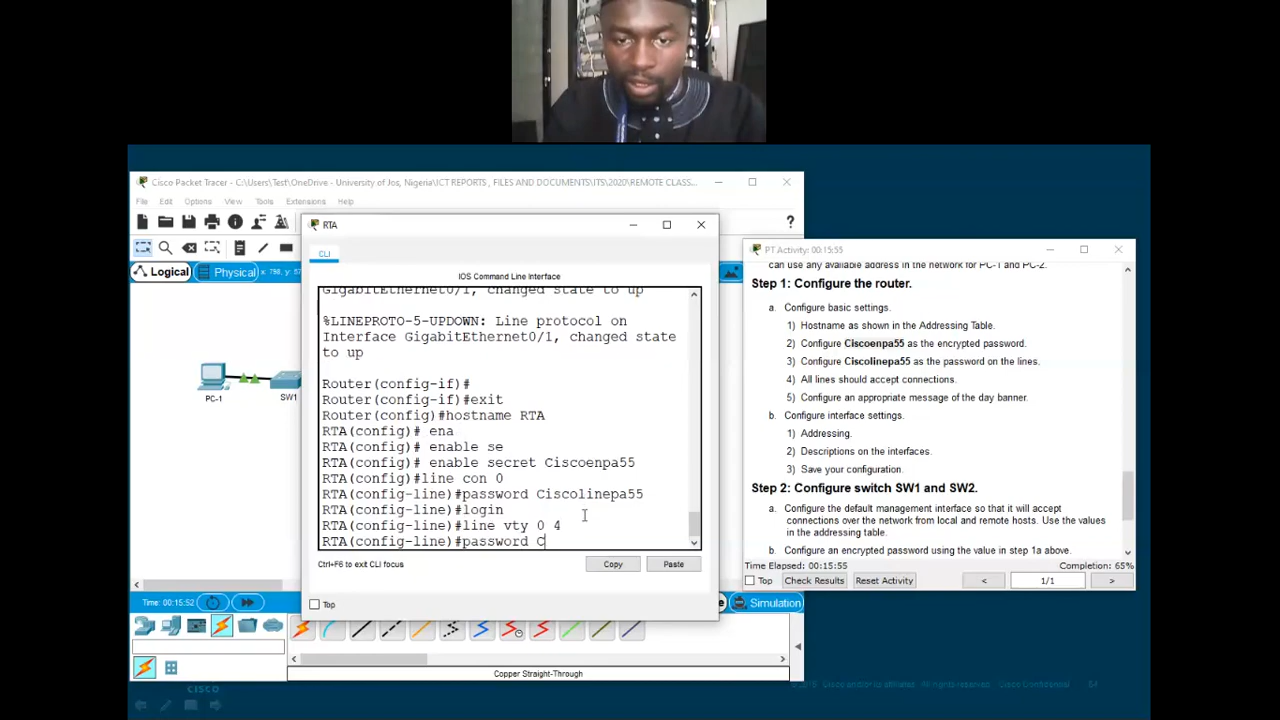 Cisco Packet Tracer - C:\Users\Test\OneDrive - University of Jos, Nigeria\ICT REPORTS , FILES AND DOCUMENTS\ITS\2020\REMOTE CLASS...
File Edit Options View Tools Extensions Help
?
Logical
Physical
x: 798, y: 57
PC-1
SW1
Time: 00:15:52
Simulation
Copper Straight-Through
RTA
CLI
IOS Command Line Interface
GigabitEthernet0/1, changed state to up
%LINEPROTO-5-UPDOWN: Line protocol on
Interface GigabitEthernet0/1, changed state
to up
Router(config-if)#
Router(config-if)#exit
Router(config)#hostname RTA
RTA(config)# ena
RTA(config)# enable se
RTA(config)# enable secret Ciscoenpa55
RTA(config)#line con 0
RTA(config-line)#password Ciscolinepa55
RTA(config-line)#login
RTA(config-line)#line vty 0 4
RTA(config-line)#password C
Ctrl+F6 to exit CLI focus
Copy
Paste
Top
PT Activity: 00:15:55
can use any available address in the network for PC-1 and PC-2.
Step 1: Configure the router.
a. Configure basic settings.
1) Hostname as shown in the Addressing Table.
2) Configure Ciscoenpa55 as the encrypted password.
3) Configure Ciscolinepa55 as the password on the lines.
4) All lines should accept connections.
5) Configure an appropriate message of the day banner.
b. Configure interface settings.
1) Addressing.
2) Descriptions on the interfaces.
3) Save your configuration.
Step 2: Configure switch SW1 and SW2.
a. Configure the default management interface so that it will accept
connections over the network from local and remote hosts. Use the values
in the addressing table.
b. Configure an encrypted password using the value in step 1a above.
Time Elapsed: 00:15:55
Completion: 65%
Top
Check Results
Reset Activity
<
1/1
>
CISCO
Cisco and/or its affiliates. All rights reserved. Cisco Confidential